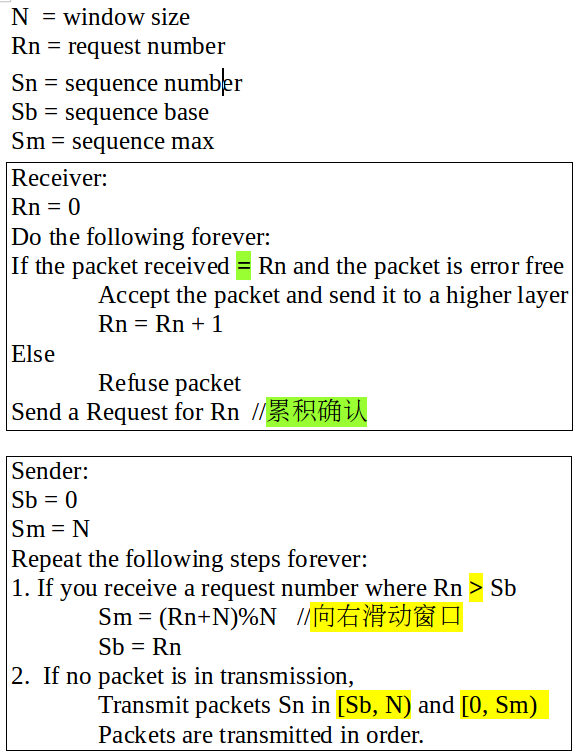 N  = window size
Rn = request number
Sn = sequence number
Sb = sequence base
Sm = sequence max
Receiver:
Rn = 0
Do the following forever:
If the packet received = Rn and the packet is error free
Accept the packet and send it to a higher layer
Rn = Rn + 1
Else
Refuse packet
Send a Request for Rn  //累积确认
Sender:
Sb = 0
Sm = N
Repeat the following steps forever:
1. If you receive a request number where Rn > Sb
Sm = (Rn+N)%N   //向右滑动窗口
Sb = Rn
2.  If no packet is in transmission,
Transmit packets Sn in [Sb, N) and [0, Sm)
Packets are transmitted in order.